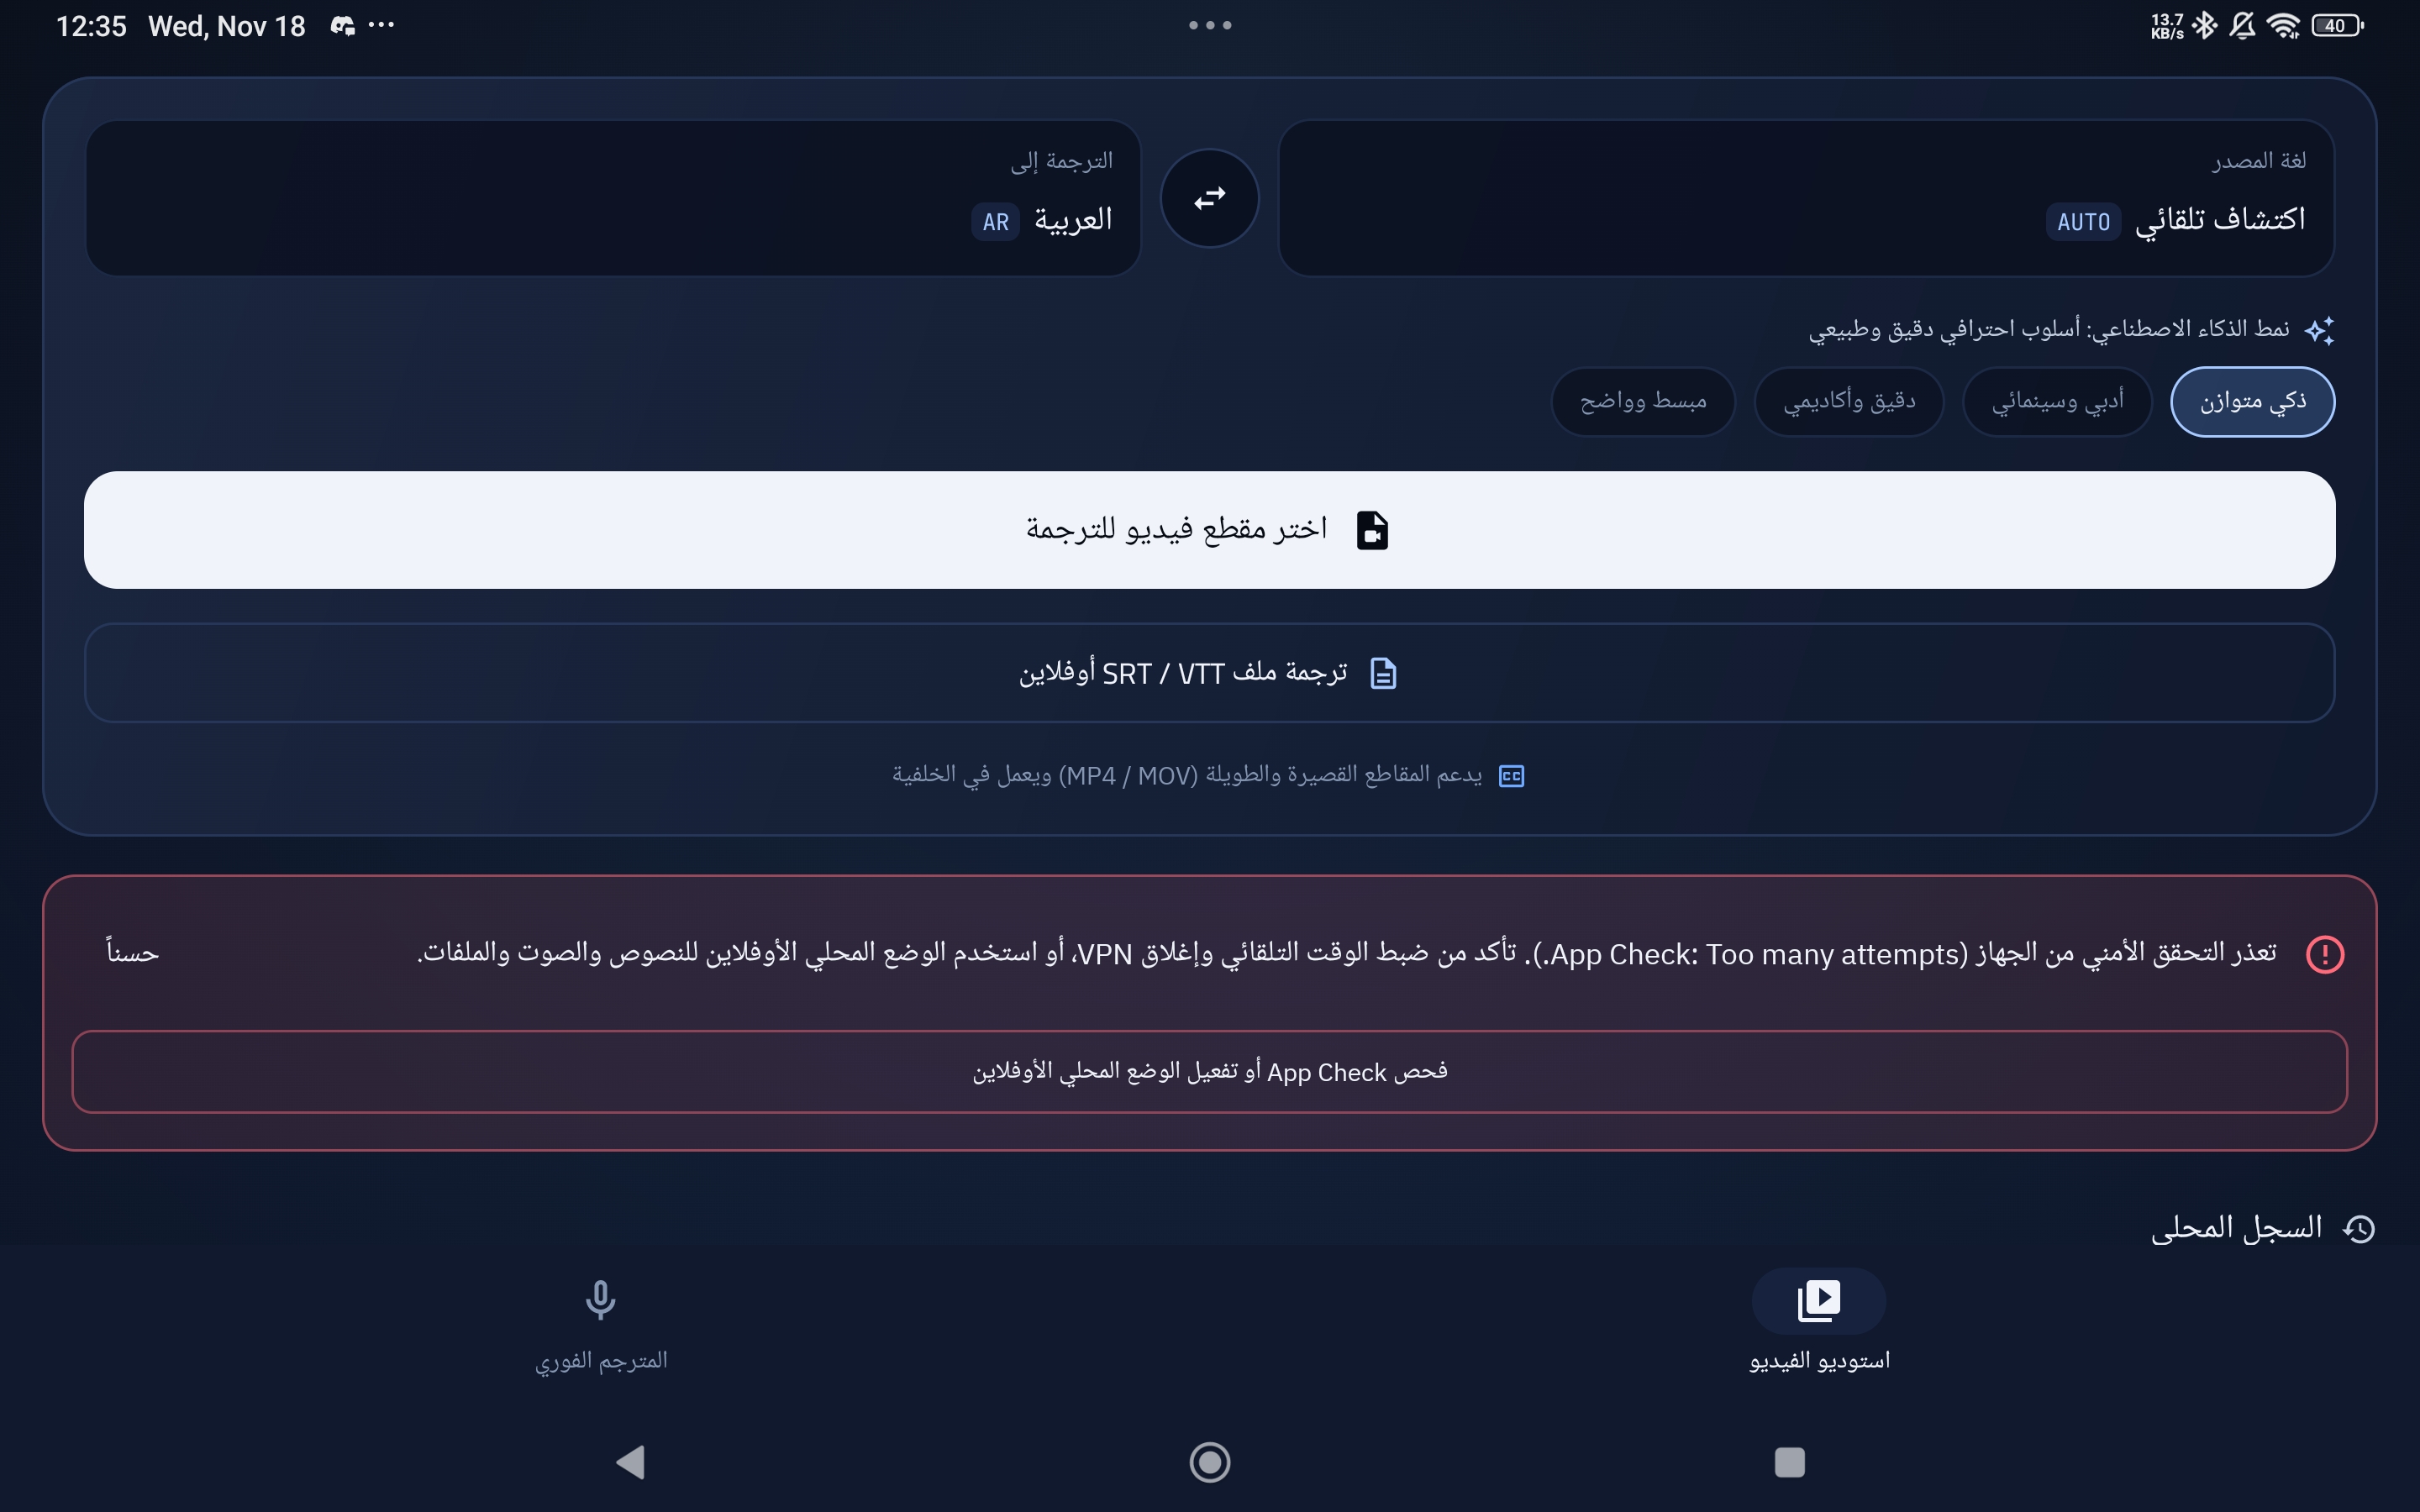 12:35 Wed, Nov 18
13.7 KB/s
40
لغة المصدر
اكتشاف تلقائي AUTO
الترجمة إلى
العربية AR
نمط الذكاء الاصطناعي: أسلوب احترافي دقيق وطبيعي
ذكي متوازن
أدبي وسينمائي
دقيق وأكاديمي
مبسط وواضح
اختر مقطع فيديو للترجمة
ترجمة ملف SRT / VTT أوفلاين
CC يدعم المقاطع القصيرة والطويلة (MP4 / MOV) ويعمل في الخلفية
تعذر التحقق الأمني من الجهاز (App Check: Too many attempts.). تأكد من ضبط الوقت التلقائي وإغلاق VPN، أو استخدم الوضع المحلي الأوفلاين للنصوص والصوت والملفات.
حسناً
فحص App Check أو تفعيل الوضع المحلي الأوفلاين
السجل المحلي
استوديو الفيديو
المترجم الفوري